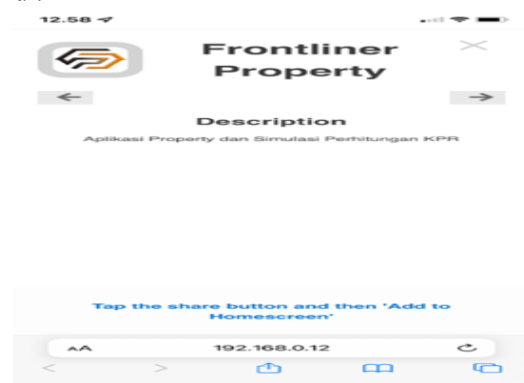 12.58
Frontliner
Property
Description
Aplikasi Property dan Simulasi Perhitungan KPR
Tap the share button and then 'Add to
Homescreen'
AA
192.168.0.12